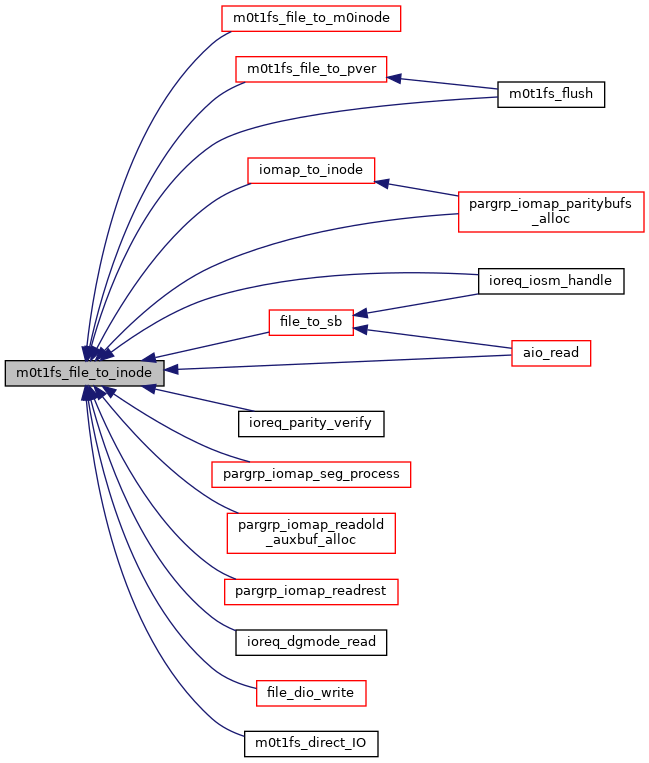 m0t1fs_file_to_m0inode
m0t1fs_file_to_pver
m0t1fs_flush
iomap_to_inode
pargrp_iomap_paritybufs
_alloc
ioreq_iosm_handle
file_to_sb
aio_read
m0t1fs_file_to_inode
ioreq_parity_verify
pargrp_iomap_seg_process
pargrp_iomap_readold
_auxbuf_alloc
pargrp_iomap_readrest
ioreq_dgmode_read
file_dio_write
m0t1fs_direct_IO